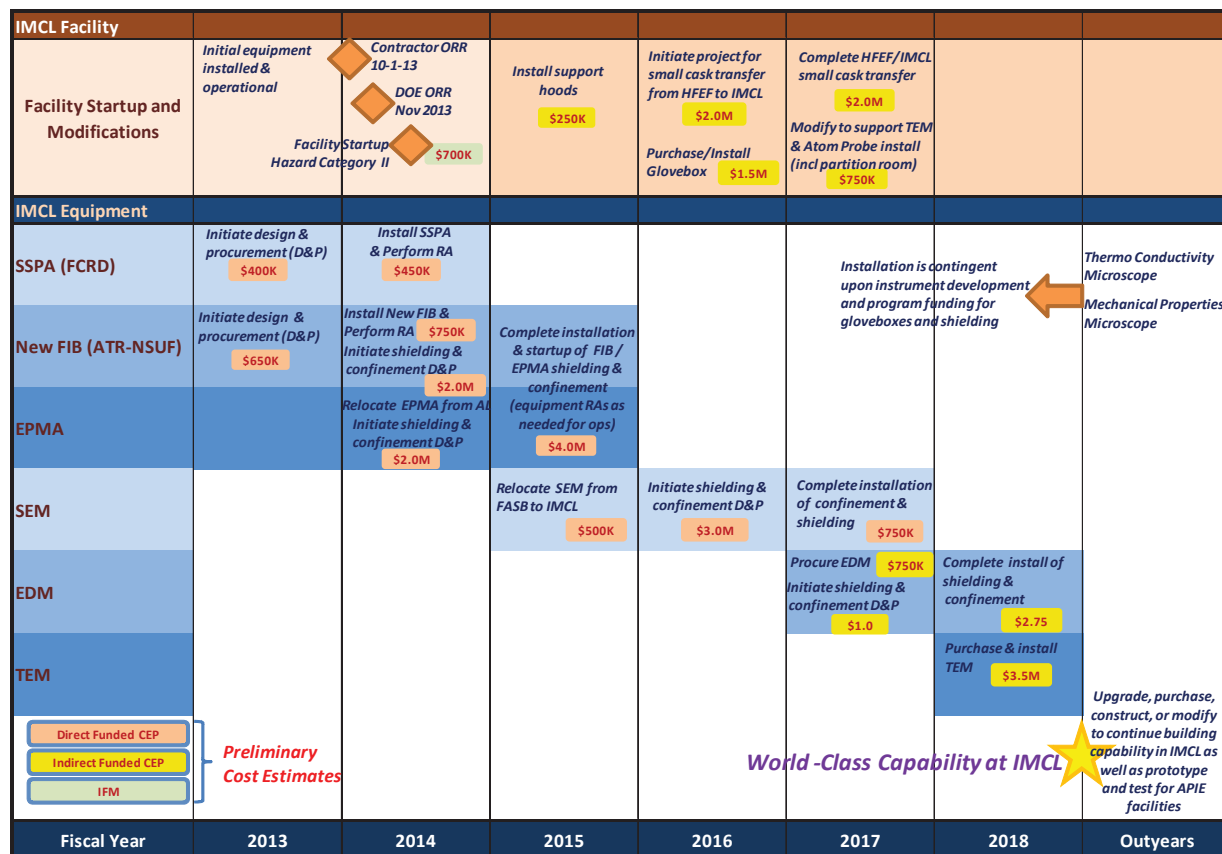 IMCL Facility
Facility Startup and
Modifications
Initial equipment
installed &
operational
Contractor ORR
10-1-13
DOE ORR
Nov 2013
Facility Startup
Hazard Category II
$700K
Install support
hoods
$250K
Initiate project for
small cask transfer
from HFEF to IMCL
$2.0M
Purchase/Install
Glovebox
$1.5M
Complete HFEF/IMCL
small cask transfer
$2.0M
Modify to support TEM
& Atom Probe install
(incl partition room)
$750K
IMCL Equipment
SSPA (FCRD)
Initiate design &
procurement (D&P)
$400K
Install SSPA
& Perform RA
$450K
Installation is contingent
upon instrument development
and program funding for
gloveboxes and shielding
Thermo Conductivity
Microscope
Mechanical Properties
Microscope
New FIB (ATR-NSUF)
Initiate design &
procurement (D&P)
$650K
Install New FIB &
Perform RA
$750K
Initiate shielding &
confinement D&P
$2.0M
Complete installation
& startup of FIB /
EPMA shielding &
confinement
(equipment RAs as
needed for ops)
$4.0M
EPMA
Relocate EPMA from AL
Initiate shielding &
confinement D&P
$2.0M
SEM
Relocate SEM from
FASB to IMCL
$500K
Initiate shielding &
confinement D&P
$3.0M
Complete installation
of confinement &
shielding
$750K
EDM
Procure EDM
$750K
Initiate shielding &
confinement D&P
$1.0
Complete install of
shielding &
confinement
$2.75
TEM
Purchase & install
TEM
$3.5M
Direct Funded CEP
Indirect Funded CEP
IFM
Preliminary
Cost Estimates
World -Class Capability at IMCL
Upgrade, purchase,
construct, or modify
to continue building
capability in IMCL as
well as prototype
and test for APIE
facilities
Fiscal Year
2013
2014
2015
2016
2017
2018
Outyears